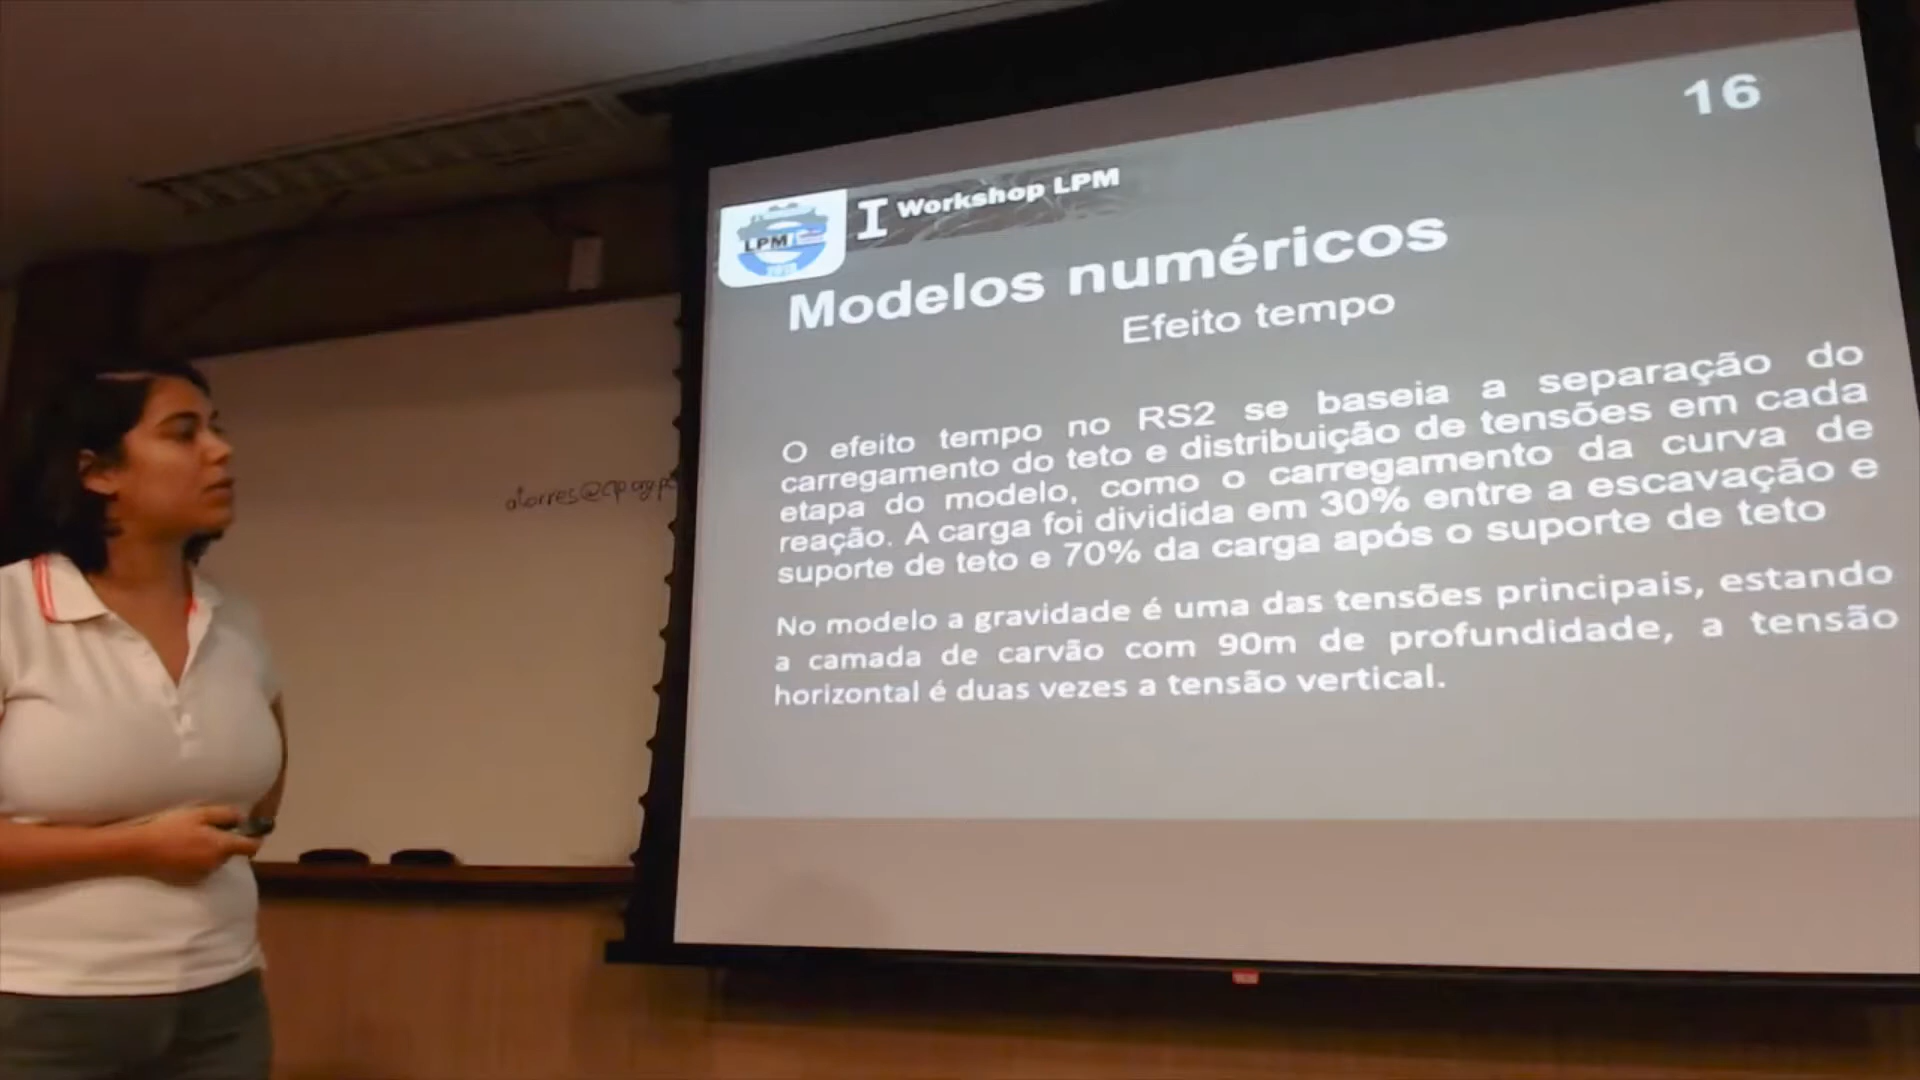 16
LPM
I Workshop LPM
Modelos numéricos
Efeito tempo
O efeito tempo no RS2 se baseia a separação do
carregamento do teto e distribuição de tensões em cada
etapa do modelo, como o carregamento da curva de
reação. A carga foi dividida em 30% entre a escavação e
suporte de teto e 70% da carga após o suporte de teto
No modelo a gravidade é uma das tensões principais, estando
a camada de carvão com 90m de profundidade, a tensão
horizontal é duas vezes a tensão vertical.